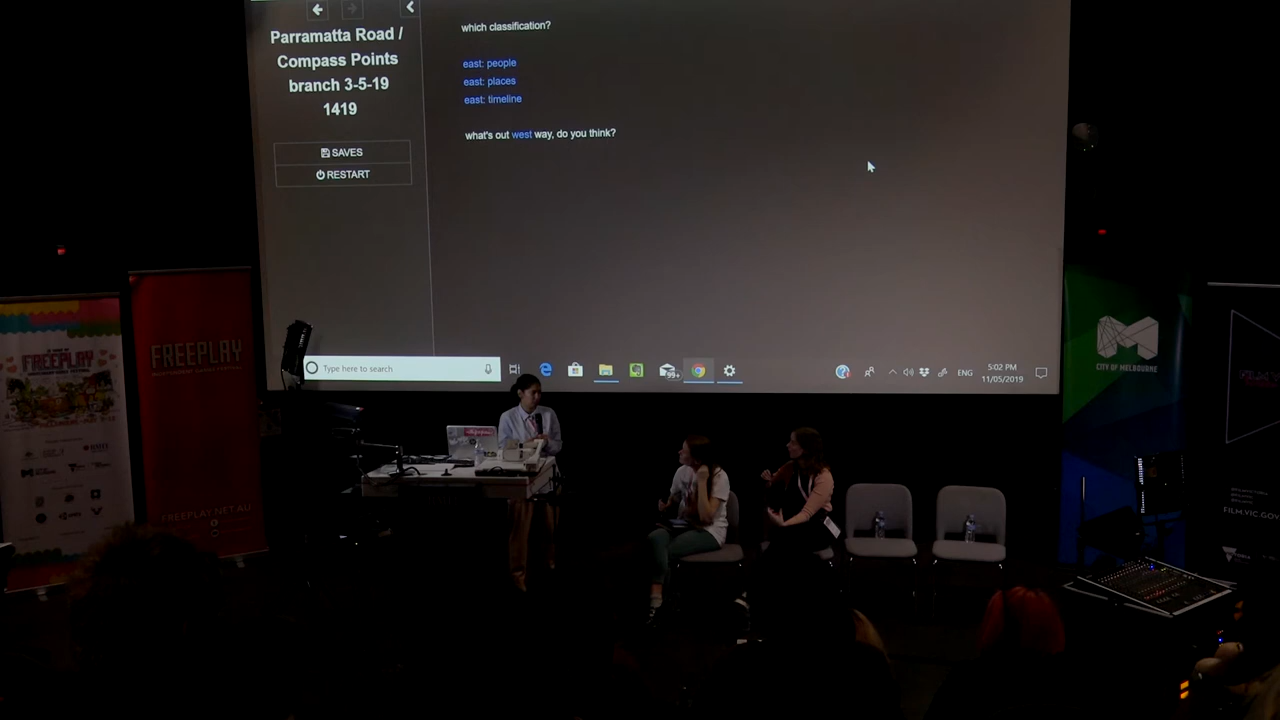 Parramatta Road /
Compass Points
branch 3-5-19
1419
SAVES
RESTART
which classification?
east: people
east: places
east: timeline
what's out west way, do you think?
Type here to search
99+
ENG
5:02 PM
11/05/2019
FREEPLAY
FREEPLAY
FREEPLAY.NET.AU
CITY OF MELBOURNE
FILM.VIC.GOV